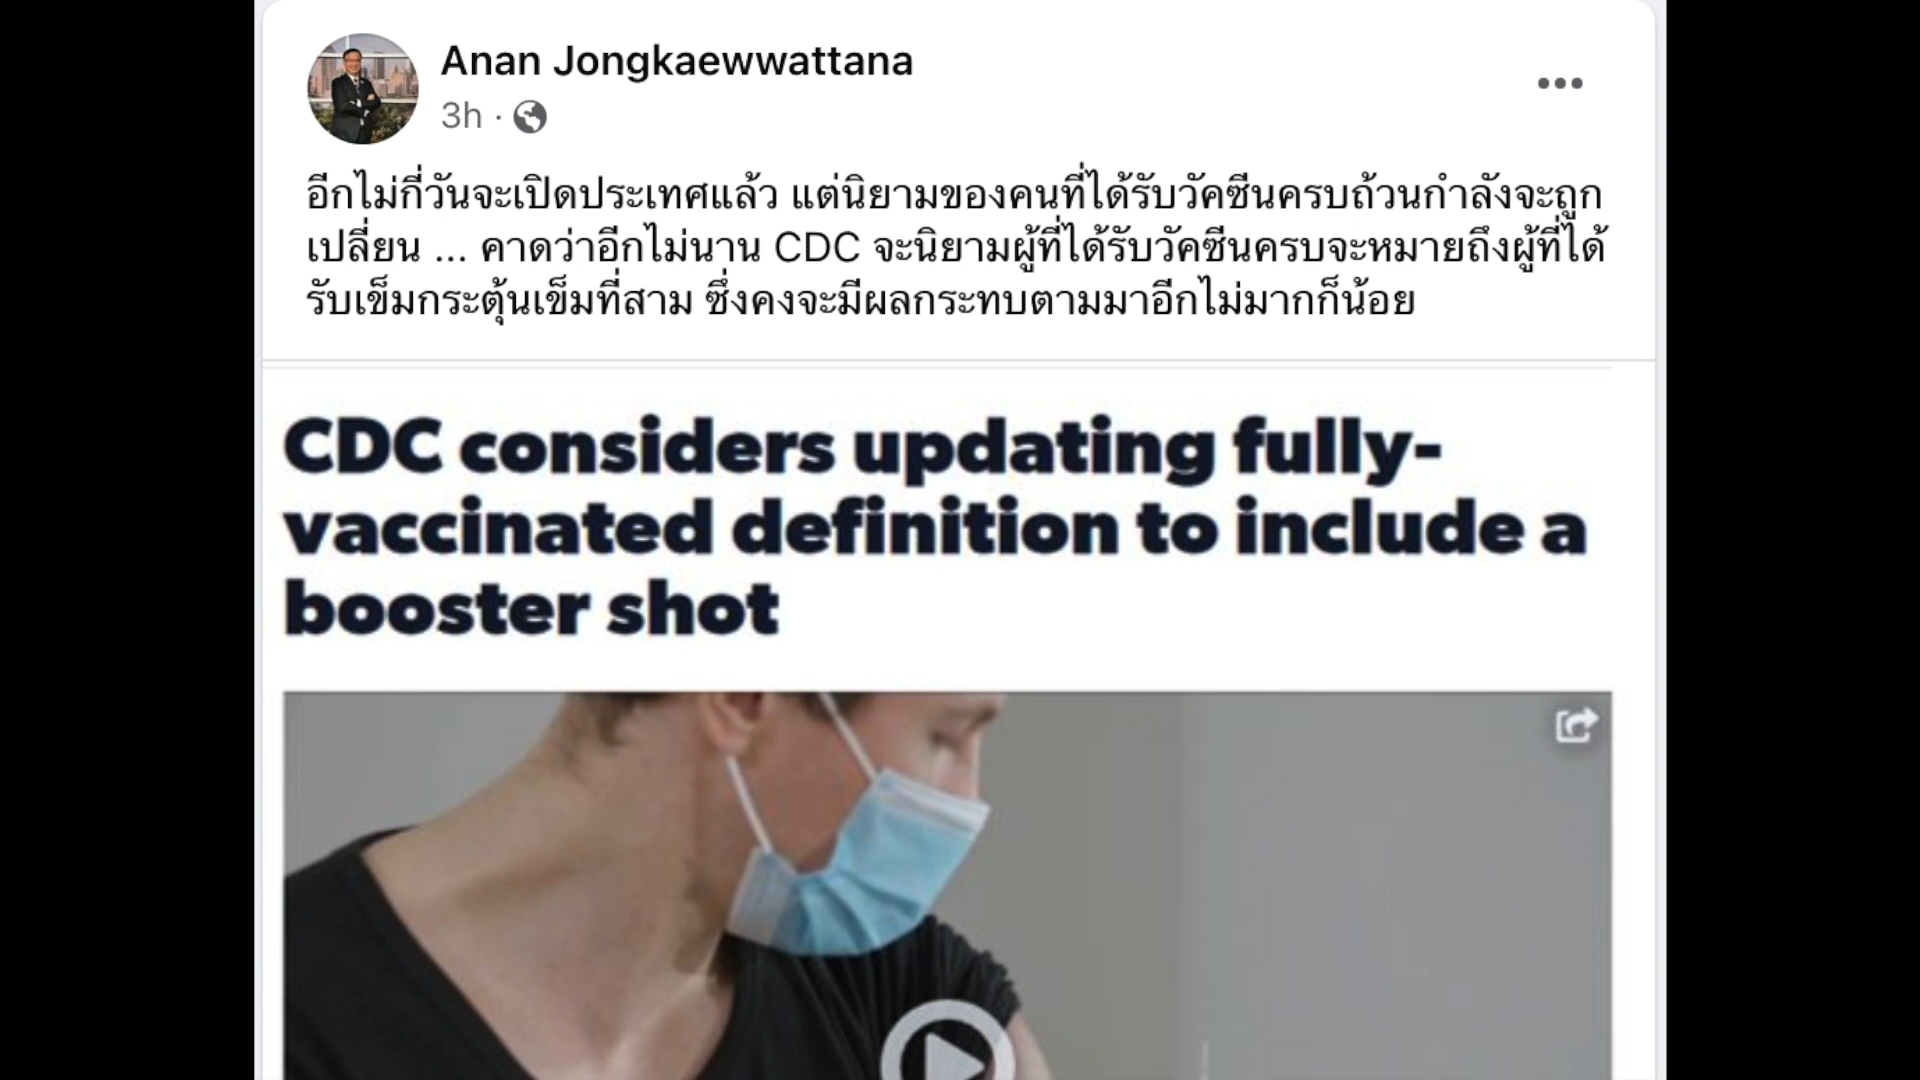 Anan Jongkaewwattana
3h ·
อีกไม่กี่วันจะเปิดประเทศแล้ว แต่นิยามของคนที่ได้รับวัคซีนครบถ้วนกำลังจะถูก
เปลี่ยน ... คาดว่าอีกไม่นาน CDC จะนิยามผู้ที่ได้รับวัคซีนครบจะหมายถึงผู้ที่ได้
รับเข็มกระตุ้นเข็มที่สาม ซึ่งคงจะมีผลกระทบตามมาอีกไม่มากก็น้อย
CDC considers updating fully-
vaccinated definition to include a
booster shot